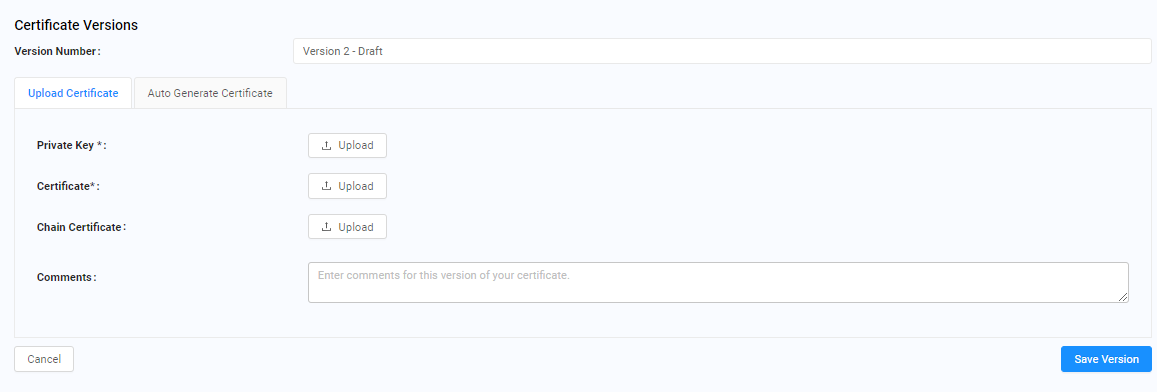 Certificate Versions
Version Number: Version 2 - Draft
Upload Certificate Auto Generate Certificate
Private Key *: Upload
Certificate*: Upload
Chain Certificate: Upload
Comments: Enter comments for this version of your certificate.
Cancel Save Version